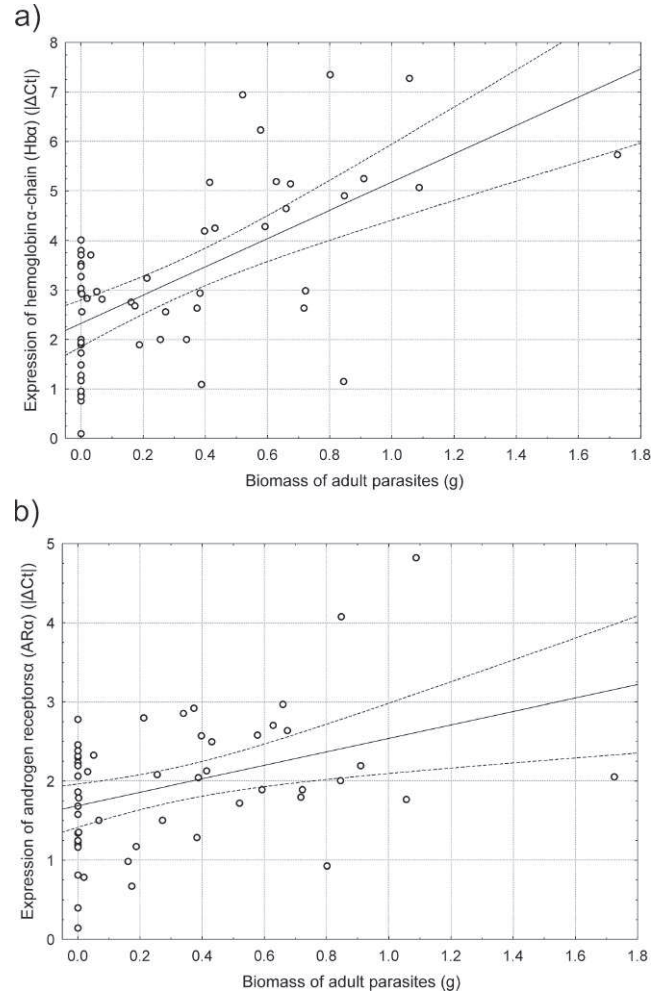 a)
Expression of hemoglobin α-chain (Hbα) (|ΔCt|)
8
7
6
5
4
3
2
1
0
0.0 0.2 0.4 0.6 0.8 1.0 1.2 1.4 1.6 1.8
Biomass of adult parasites (g)
b)
Expression of androgen receptorsα (ARα) (|ΔCt|)
5
4
3
2
1
0
0.0 0.2 0.4 0.6 0.8 1.0 1.2 1.4 1.6 1.8
Biomass of adult parasites (g)